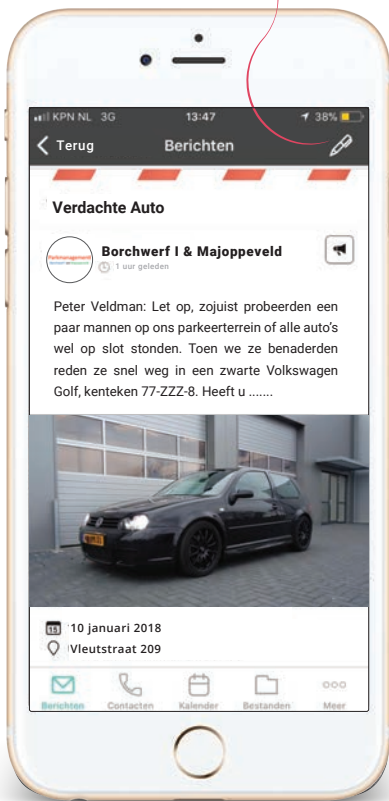 KPN NL 3G 13:47 38%
Terug Berichten
Verdachte Auto
Parkmanagement
Borchwerf I & Majoppeveld
1 uur geleden
Peter Veldman: Let op, zojuist probeerden een
paar mannen op ons parkeerterrein of alle auto's
wel op slot stonden. Toen we ze benaderden
reden ze snel weg in een zwarte Volkswagen
Golf, kenteken 77-ZZZ-8. Heeft u .......
15 10 januari 2018
Vleutstraat 209
Berichten Contacten Kalender Bestanden Meer